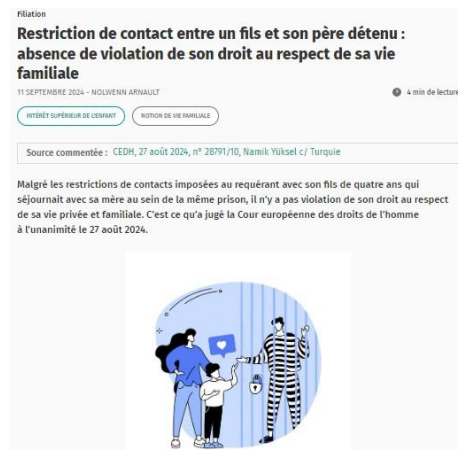 Filiation
Restriction de contact entre un fils et son père détenu :
absence de violation de son droit au respect de sa vie
familiale
11 SEPTEMBRE 2024 - NOLWENN ARNAULT
4 min de lecture
INTÉRÊT SUPÉRIEUR DE L'ENFANT
NOTION DE VIE FAMILIALE
Source commentée : CEDH, 27 août 2024, n° 28791/10, Namik Yüksel c/ Turquie
Malgré les restrictions de contacts imposées au requérant avec son fils de quatre ans qui
séjournait avec sa mère au sein de la même prison, il n'y a pas violation de son droit au respect
de sa vie privée et familiale. C'est ce qu'a jugé la Cour européenne des droits de l'homme
à l'unanimité le 27 août 2024.